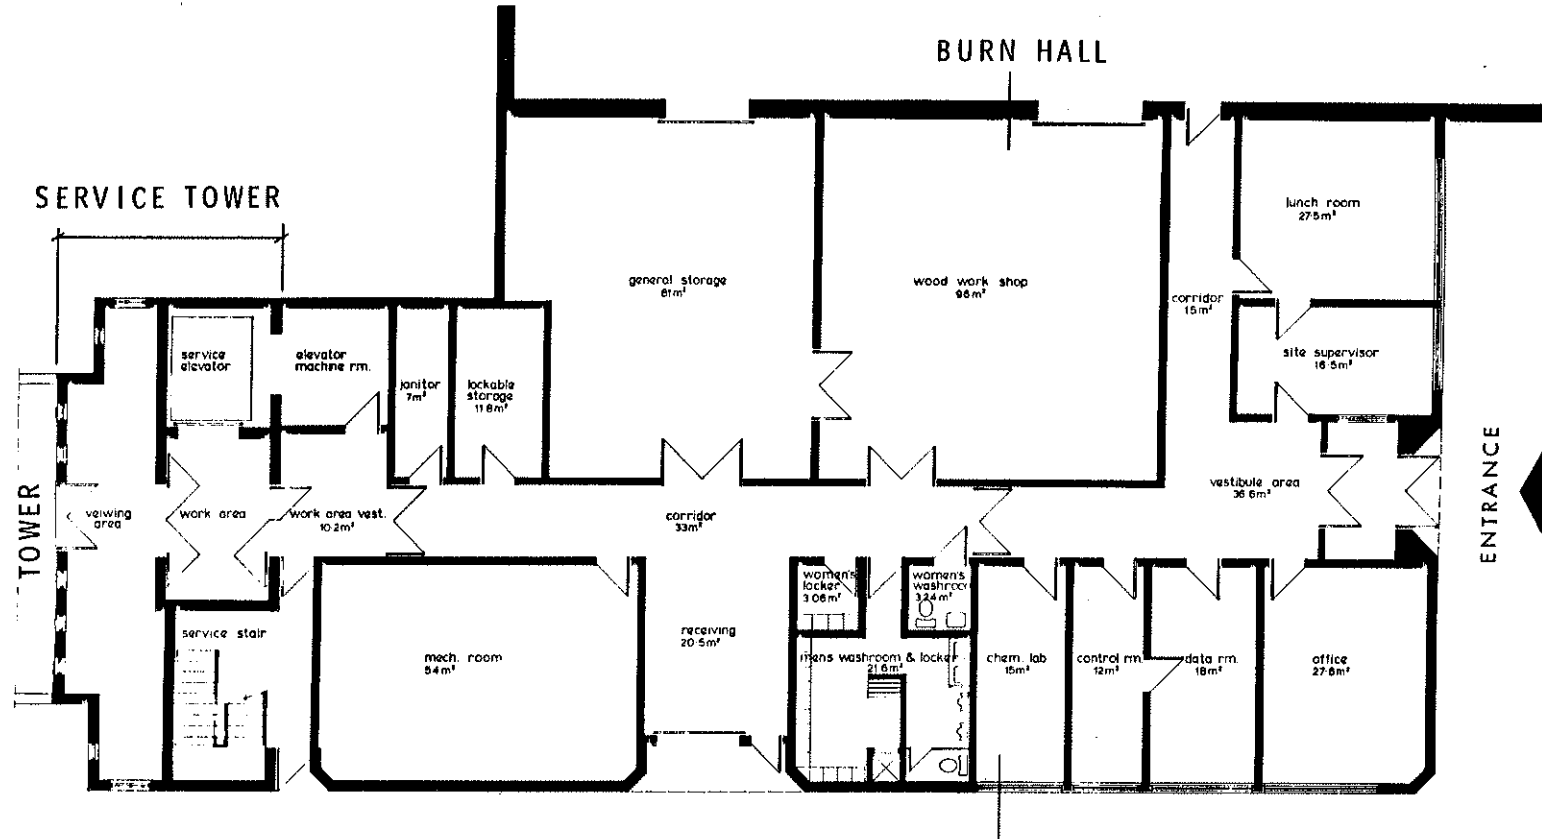 BURN HALL
SERVICE TOWER
lunch room
27·5m²
general storage
81m²
wood work shop
96m²
corridor
15m²
service
elevator
elevator
machine rm.
janitor
7m²
lockable
storage
11·8m²
site supervisor
16·5m²
ENTRANCE
TOWER
veiwing
area
work area
work area vest.
10·2m²
corridor
33m²
vestibule area
36·6m²
women's
locker
3·06m²
women's
washroo
3·24m²
service stair
mech. room
54m²
receiving
20·5m²
mens washroom & locker
21·6m²
chem. lab
15m²
control rm.
12m²
data rm.
18m²
office
27·8m²